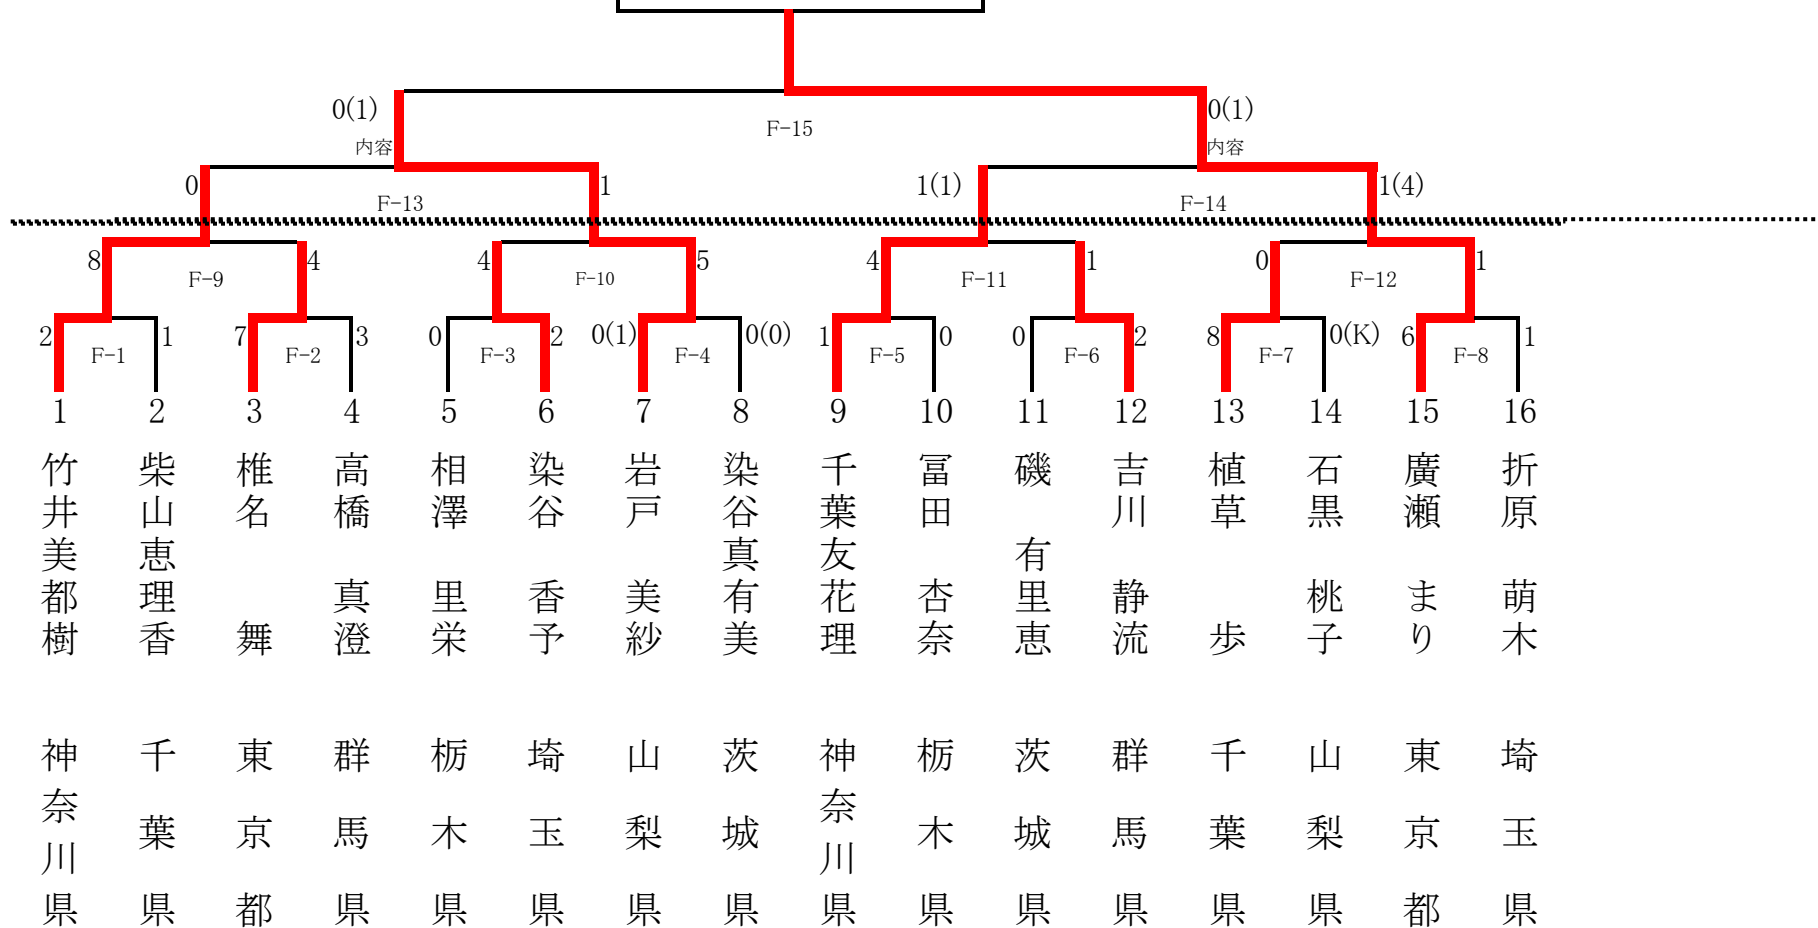 0(1)
0(1)
F-15
内容
内容
0
1
1(1)
1(4)
F-13
F-14
8
4
4
5
4
1
0
1
F-9
F-10
F-11
F-12
2
1
7
3
0
2
0(1)
0(0)
1
0
0
2
8
0(K)
6
1
F-1
F-2
F-3
F-4
F-5
F-6
F-7
F-8
1
2
3
4
5
6
7
8
9
10
11
12
13
14
15
16
竹井美都樹
柴山恵理香
椎名 舞
高橋 真澄
相澤 里栄
染谷 香予
岩戸 美紗
染谷真有美
千葉友花理
冨田 杏奈
磯 有里恵
吉川 静流
植草 歩
石黒 桃子
廣瀬 まり
折原 萌木
神奈川県
千葉県
東京都
群馬県
栃木県
埼玉県
山梨県
茨城県
神奈川県
栃木県
茨城県
群馬県
千葉県
山梨県
東京都
埼玉県